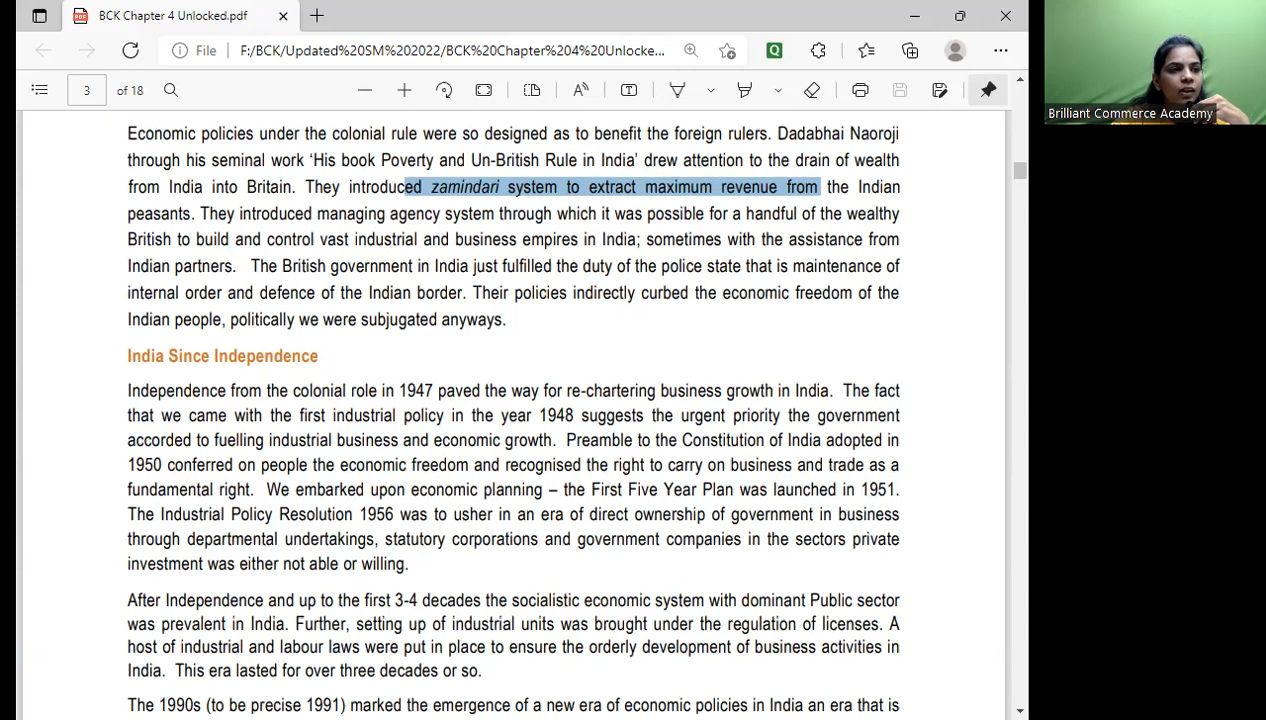 BCK Chapter 4 Unlocked.pdf
File
F:/BCK/Updated%20SM%202022/BCK%20Chapter%204%20Unlocke...
Q
3 of 18
Brilliant Commerce Academy
Economic policies under the colonial rule were so designed as to benefit the foreign rulers. Dadabhai Naoroji
through his seminal work ‘His book Poverty and Un-British Rule in India’ drew attention to the drain of wealth
from India into Britain. They introduced zamindari system to extract maximum revenue from the Indian
peasants. They introduced managing agency system through which it was possible for a handful of the wealthy
British to build and control vast industrial and business empires in India; sometimes with the assistance from
Indian partners. The British government in India just fulfilled the duty of the police state that is maintenance of
internal order and defence of the Indian border. Their policies indirectly curbed the economic freedom of the
Indian people, politically we were subjugated anyways.
India Since Independence
Independence from the colonial role in 1947 paved the way for re-chartering business growth in India. The fact
that we came with the first industrial policy in the year 1948 suggests the urgent priority the government
accorded to fuelling industrial business and economic growth. Preamble to the Constitution of India adopted in
1950 conferred on people the economic freedom and recognised the right to carry on business and trade as a
fundamental right. We embarked upon economic planning – the First Five Year Plan was launched in 1951.
The Industrial Policy Resolution 1956 was to usher in an era of direct ownership of government in business
through departmental undertakings, statutory corporations and government companies in the sectors private
investment was either not able or willing.
After Independence and up to the first 3-4 decades the socialistic economic system with dominant Public sector
was prevalent in India. Further, setting up of industrial units was brought under the regulation of licenses. A
host of industrial and labour laws were put in place to ensure the orderly development of business activities in
India. This era lasted for over three decades or so.
The 1990s (to be precise 1991) marked the emergence of a new era of economic policies in India an era that is